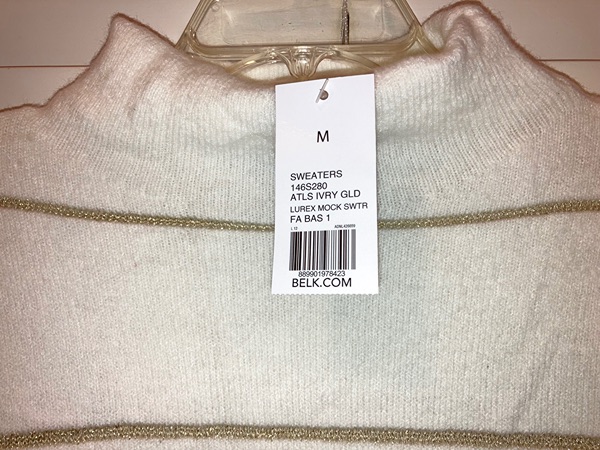 M
SWEATERS
146S280
ATLS IVRY GLD
LUREX MOCK SWTR
FA BAS 1
889901978423
BELK.COM